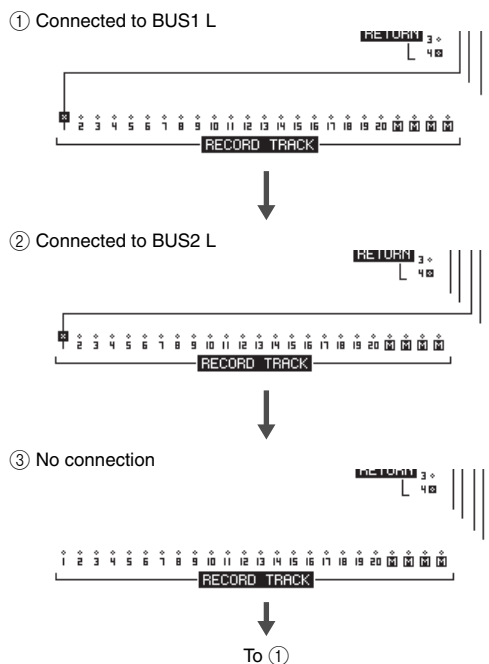 ① Connected to BUS1 L
RETURN 3
4
1 2 3 4 5 6 7 8 9 10 11 12 13 14 15 16 17 18 19 20 M M M M
RECORD TRACK
② Connected to BUS2 L
RETURN 3
4
1 2 3 4 5 6 7 8 9 10 11 12 13 14 15 16 17 18 19 20 M M M M
RECORD TRACK
③ No connection
RETURN 3
4
1 2 3 4 5 6 7 8 9 10 11 12 13 14 15 16 17 18 19 20 M M M M
RECORD TRACK
To ①